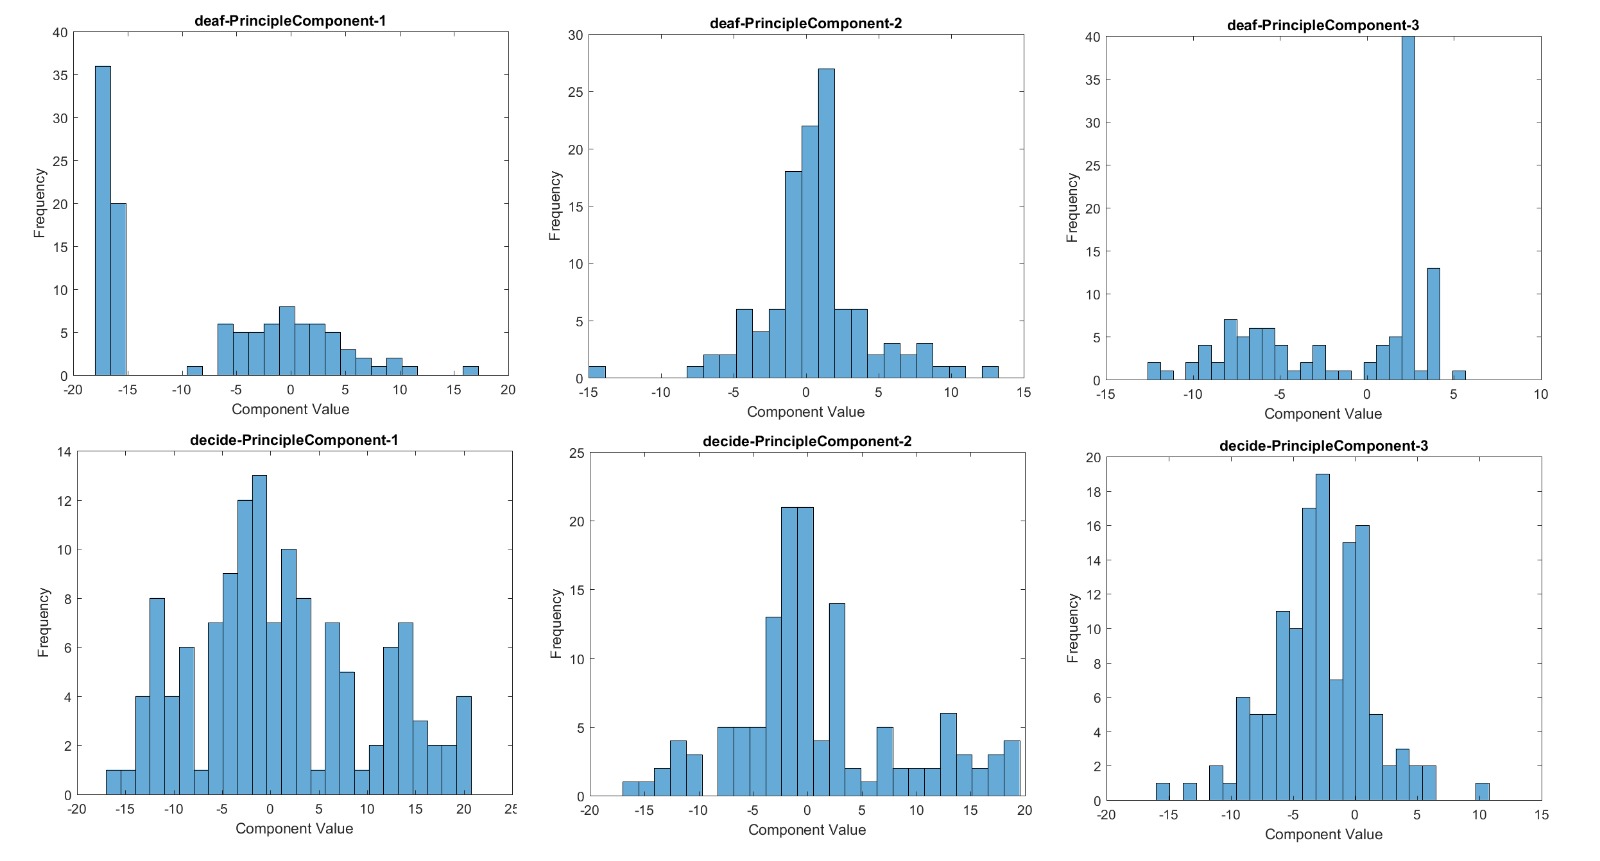 deaf-PrincipleComponent-1
40
35
30
25
20
15
10
5
0
Frequency
-20 -15 -10 -5 0 5 10 15 20
Component Value
deaf-PrincipleComponent-2
30
25
20
15
10
5
0
Frequency
-15 -10 -5 0 5 10 15
Component Value
deaf-PrincipleComponent-3
40
35
30
25
20
15
10
5
0
Frequency
-15 -10 -5 0 5 10
Component Value
decide-PrincipleComponent-1
14
12
10
8
6
4
2
0
Frequency
-20 -15 -10 -5 0 5 10 15 20 25
Component Value
decide-PrincipleComponent-2
25
20
15
10
5
0
Frequency
-20 -15 -10 -5 0 5 10 15 20
Component Value
decide-PrincipleComponent-3
20
18
16
14
12
10
8
6
4
2
0
Frequency
-20 -15 -10 -5 0 5 10 15
Component Value